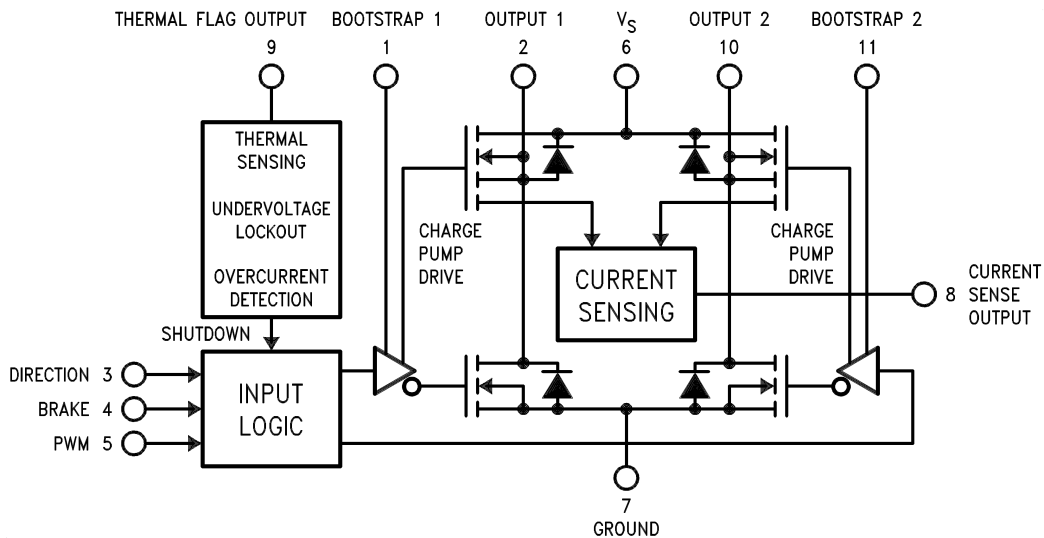 THERMAL FLAG OUTPUT
9
BOOTSTRAP 1
1
OUTPUT 1
2
VS
6
OUTPUT 2
10
BOOTSTRAP 2
11
THERMAL
SENSING
UNDERVOLTAGE
LOCKOUT
OVERCURRENT
DETECTION
SHUTDOWN
CHARGE
PUMP
DRIVE
CURRENT
SENSING
CHARGE
PUMP
DRIVE
8 CURRENT
SENSE
OUTPUT
DIRECTION 3
BRAKE 4
PWM 5
INPUT
LOGIC
7
GROUND